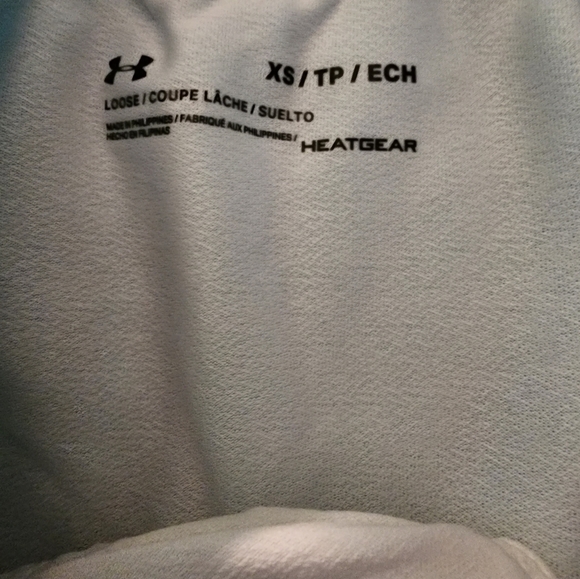 XS / TP / ECH
LOOSE / COUPE LÂCHE / SUELTO
MADE IN PHILIPPINES / FABRIQUÉ AUX PHILIPPINES /
HECHO EN FILIPINAS
HEATGEAR